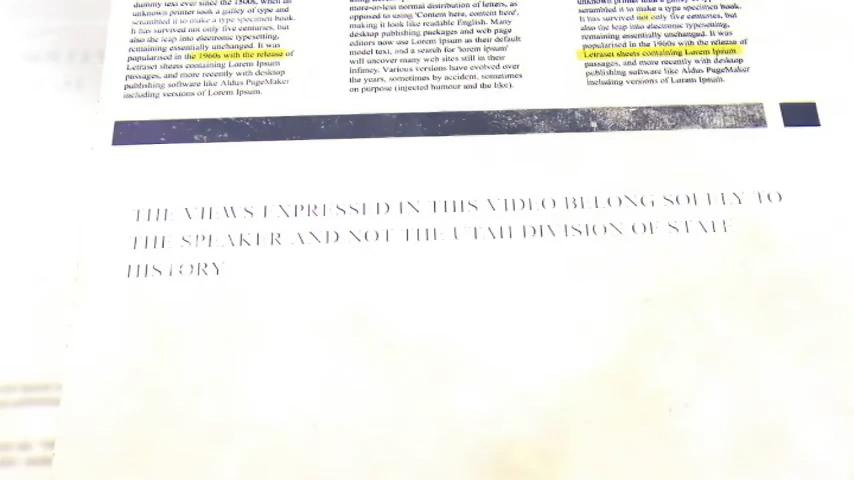 dummy text ever since the 1500s, when an
unknown printer took a galley of type and
scrambled it to make a type specimen book.
It has survived not only five centuries, but
also the leap into electronic typesetting,
remaining essentially unchanged. It was
popularised in the 1960s with the release of
Letraset sheets containing Lorem Ipsum
passages, and more recently with desktop
publishing software like Aldus PageMaker
including versions of Lorem Ipsum.
more-or-less normal distribution of letters, as
opposed to using 'Content here, content here',
making it look like readable English. Many
desktop publishing packages and web page
editors now use Lorem Ipsum as their default
model text, and a search for 'lorem ipsum'
will uncover many web sites still in their
infancy. Various versions have evolved over
the years, sometimes by accident, sometimes
on purpose (injected humour and the like).
scrambled it to make a type specimen book.
It has survived not only five centuries, but
also the leap into electronic typesetting,
remaining essentially unchanged. It was
popularised in the 1960s with the release of
Letraset sheets containing Lorem Ipsum
passages, and more recently with desktop
publishing software like Aldus PageMaker
including versions of Lorem Ipsum.
THE VIEWS EXPRESSED IN THIS VIDEO BELONG SOLELY TO
THE SPEAKER AND NOT THE UTAH DIVISION OF STATE
HISTORY